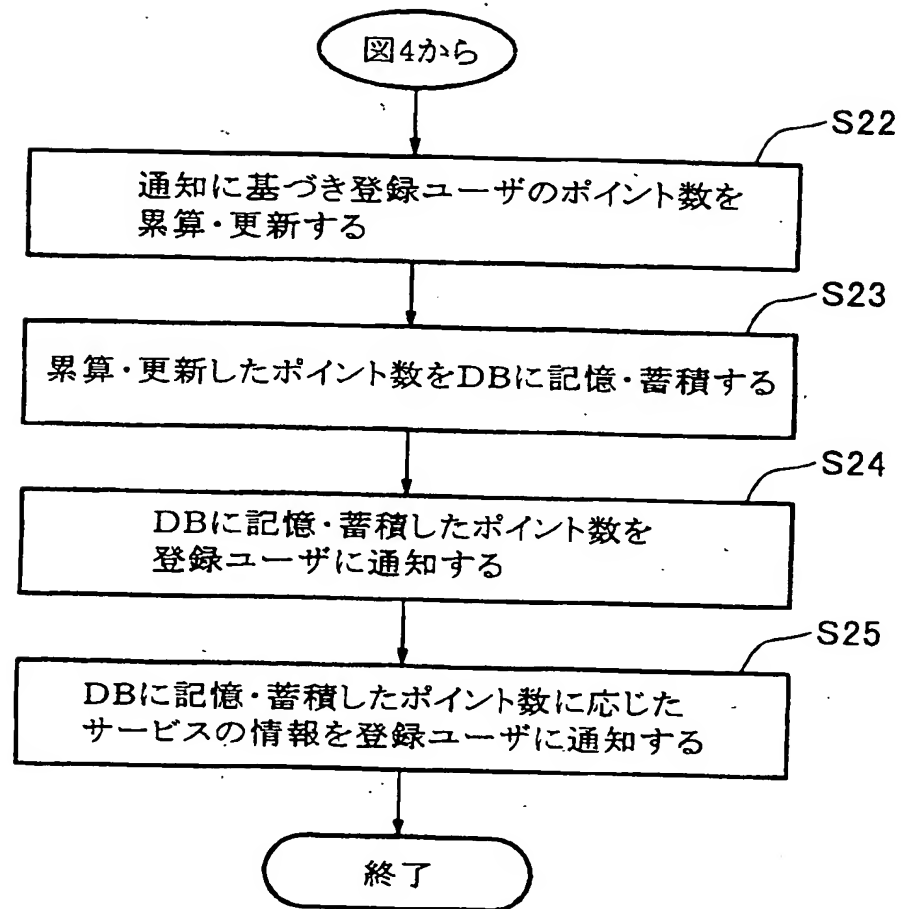 図4から
S22
通知に基づき登録ユーザのポイント数を
累算・更新する
S23
累算・更新したポイント数をDBに記憶・蓄積する
S24
DBに記憶・蓄積したポイント数を
登録ユーザに通知する
S25
DBに記憶・蓄積したポイント数に応じた
サービスの情報を登録ユーザに通知する
終了